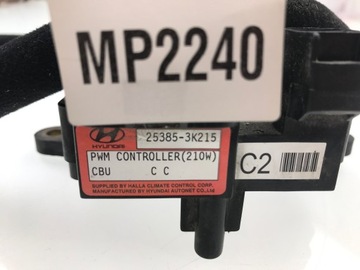 MP2240
HYUNDAI
25385-3K215
PWM CONTROLLER(210W)
CBU C C
SUPPLIED BY HALLA CLIMATE CONTROL CORP.
MANUFACTURED BY HYUNDAI AUTONET CO.,LTD.
C2